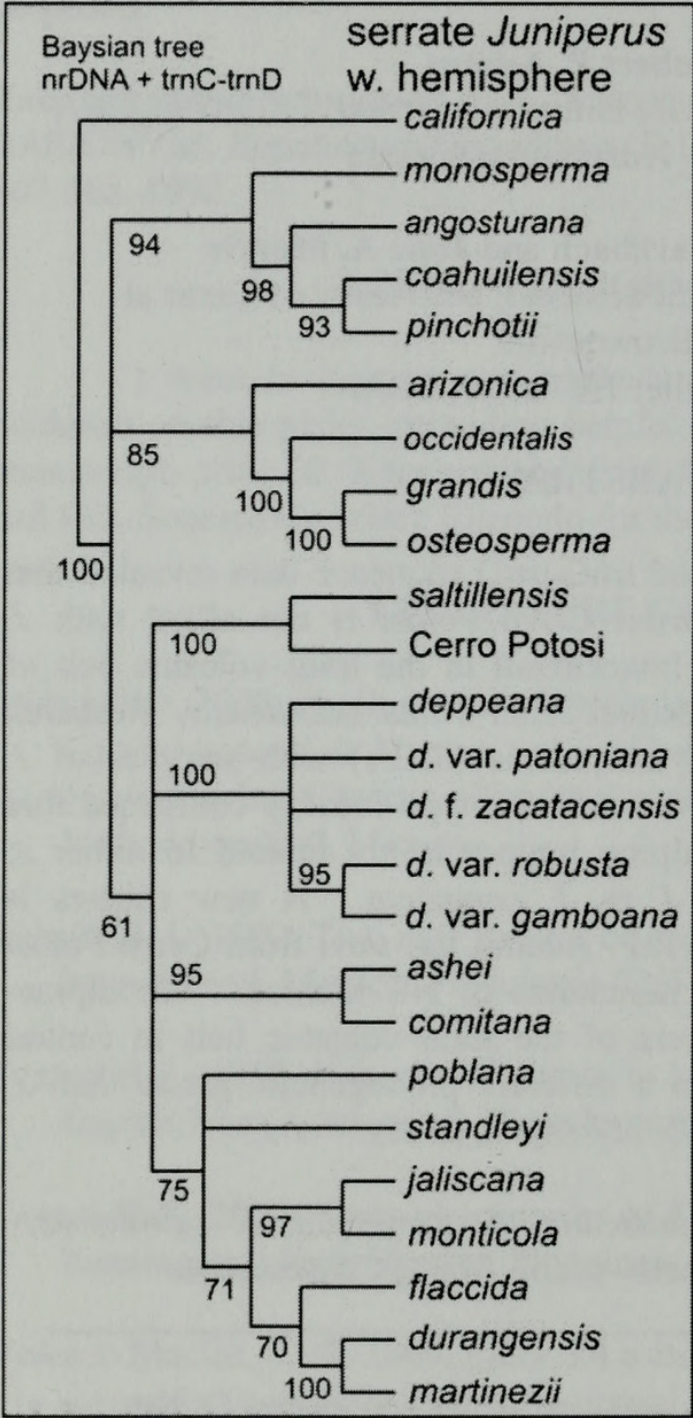 Baysian tree
nrDNA + trnC-trnD
serrate Juniperus
w. hemisphere
californica
monosperma
94
angosturana
98
coahuilensis
93
pinchotii
arizonica
85
occidentalis
100
grandis
100
osteosperma
100
saltillensis
100
Cerro Potosi
deppeana
100
d. var. patoniana
d. f. zacatacensis
95
d. var. robusta
d. var. gamboana
61
95
ashei
comitana
poblana
standleyi
75
jaliscana
97
monticola
71
flaccida
70
durangensis
100
martinezii